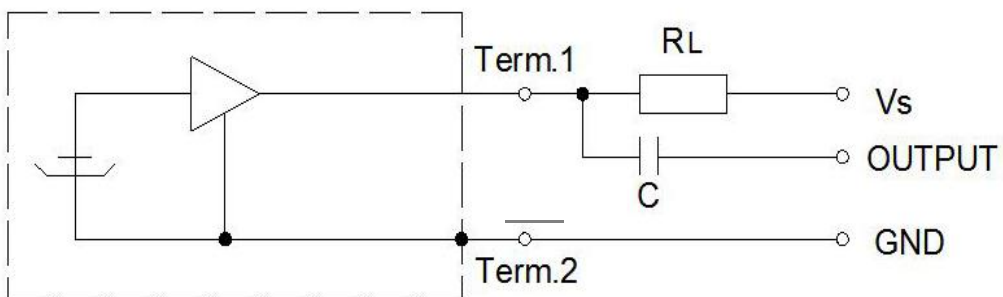 RL
Term.1
Vs
OUTPUT
C
GND
Term.2